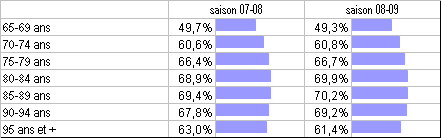 saison 07-08 saison 08-09
65-69 ans 49,7% 49,3%
70-74 ans 60,6% 60,8%
75-79 ans 66,4% 66,7%
80-84 ans 68,9% 69,9%
85-89 ans 69,4% 70,2%
90-94 ans 67,8% 69,2%
95 ans et + 63,0% 61,4%